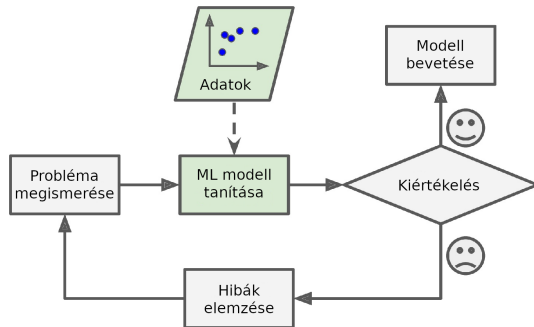 Adatok
Modell
bevetése
Probléma
megismerése
ML modell
tanítása
Kiértékelés
Hibák
elemzése